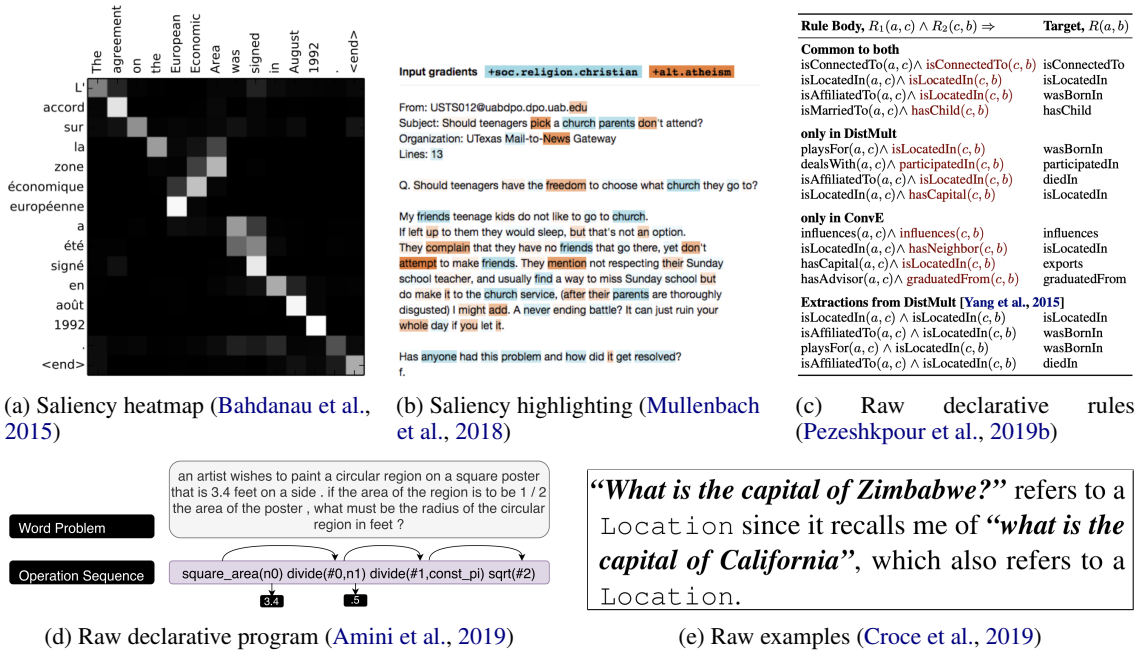 The agreement on the European Economic Area was signed in August 1992 . <end>
L'
accord
sur
la
zone
économique
européenne
a
été
signé
en
août
1992
.
<end>
(a) Saliency heatmap (Bahdanau et al., 2015)
Input gradients +soc.religion.christian +alt.atheism
From: USTS012@uabdpo.dpo.uab.edu
Subject: Should teenagers pick a church parents don't attend?
Organization: UTexas Mail-to-News Gateway
Lines: 13
Q. Should teenagers have the freedom to choose what church they go to?
My friends teenage kids do not like to go to church.
If left up to them they would sleep, but that's not an option.
They complain that they have no friends that go there, yet don't
attempt to make friends. They mention not respecting their Sunday
school teacher, and usually find a way to miss Sunday school but
do make it to the church service, (after their parents are thoroughly
disgusted) I might add. A never ending battle? It can just ruin your
whole day if you let it.
Has anyone had this problem and how did it get resolved?
f.
(b) Saliency highlighting (Mullenbach
et al., 2018)
Rule Body, R₁(a, c) ∧ R₂(c, b) ⇒ Target, R(a, b)
Common to both
isConnectedTo(a, c)∧ isConnectedTo(c, b) isConnectedTo
isLocatedIn(a, c)∧ isLocatedIn(c, b) isLocatedIn
isAffiliatedTo(a, c)∧ isLocatedIn(c, b) wasBornIn
isMarriedTo(a, c)∧ hasChild(c, b) hasChild
only in DistMult
playsFor(a, c)∧ isLocatedIn(c, b) wasBornIn
dealsWith(a, c)∧ participatedIn(c, b) participatedIn
isAffiliatedTo(a, c)∧ isLocatedIn(c, b) diedIn
isLocatedIn(a, c)∧ hasCapital(c, b) isLocatedIn
only in ConvE
influences(a, c)∧ influences(c, b) influences
isLocatedIn(a, c)∧ hasNeighbor(c, b) isLocatedIn
hasCapital(a, c)∧ isLocatedIn(c, b) exports
hasAdvisor(a, c)∧ graduatedFrom(c, b) graduatedFrom
Extractions from DistMult [Yang et al., 2015]
isLocatedIn(a, c) ∧ isLocatedIn(c, b) isLocatedIn
isAffiliatedTo(a, c) ∧ isLocatedIn(c, b) wasBornIn
playsFor(a, c) ∧ isLocatedIn(c, b) wasBornIn
isAffiliatedTo(a, c) ∧ isLocatedIn(c, b) diedIn
(c) Raw declarative rules
(Pezeshkpour et al., 2019b)
Word Problem
an artist wishes to paint a circular region on a square poster
that is 3.4 feet on a side . if the area of the region is to be 1 / 2
the area of the poster , what must be the radius of the circular
region in feet ?
Operation Sequence
square_area(n0) divide(#0,n1) divide(#1,const_pi) sqrt(#2)
3.4 .5
(d) Raw declarative program (Amini et al., 2019)
“What is the capital of Zimbabwe?” refers to a
Location since it recalls me of “what is the
capital of California”, which also refers to a
Location.
(e) Raw examples (Croce et al., 2019)